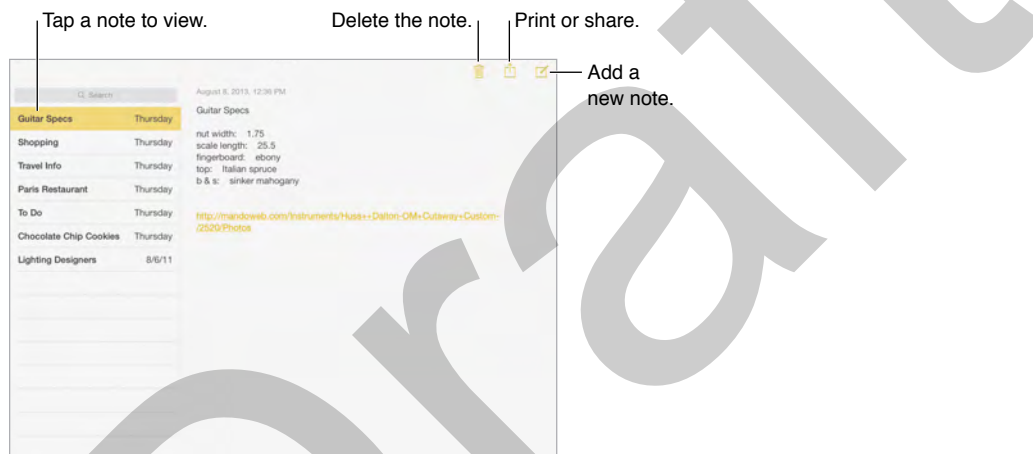 Tap a note to view.
Delete the note.
Print or share.
Add a
new note.
Search
Guitar Specs Thursday
Shopping Thursday
Travel Info Thursday
Paris Restaurant Thursday
To Do Thursday
Chocolate Chip Cookies Thursday
Lighting Designers 8/6/11
August 8, 2013, 12:36 PM
Guitar Specs
nut width: 1.75
scale length: 25.5
fingerboard: ebony
top: Italian spruce
b & s: sinker mahogany
http://mandoweb.com/Instruments/Huss++Dalton-OM+Cutaway+Custom-
/2520/Photos
Draft